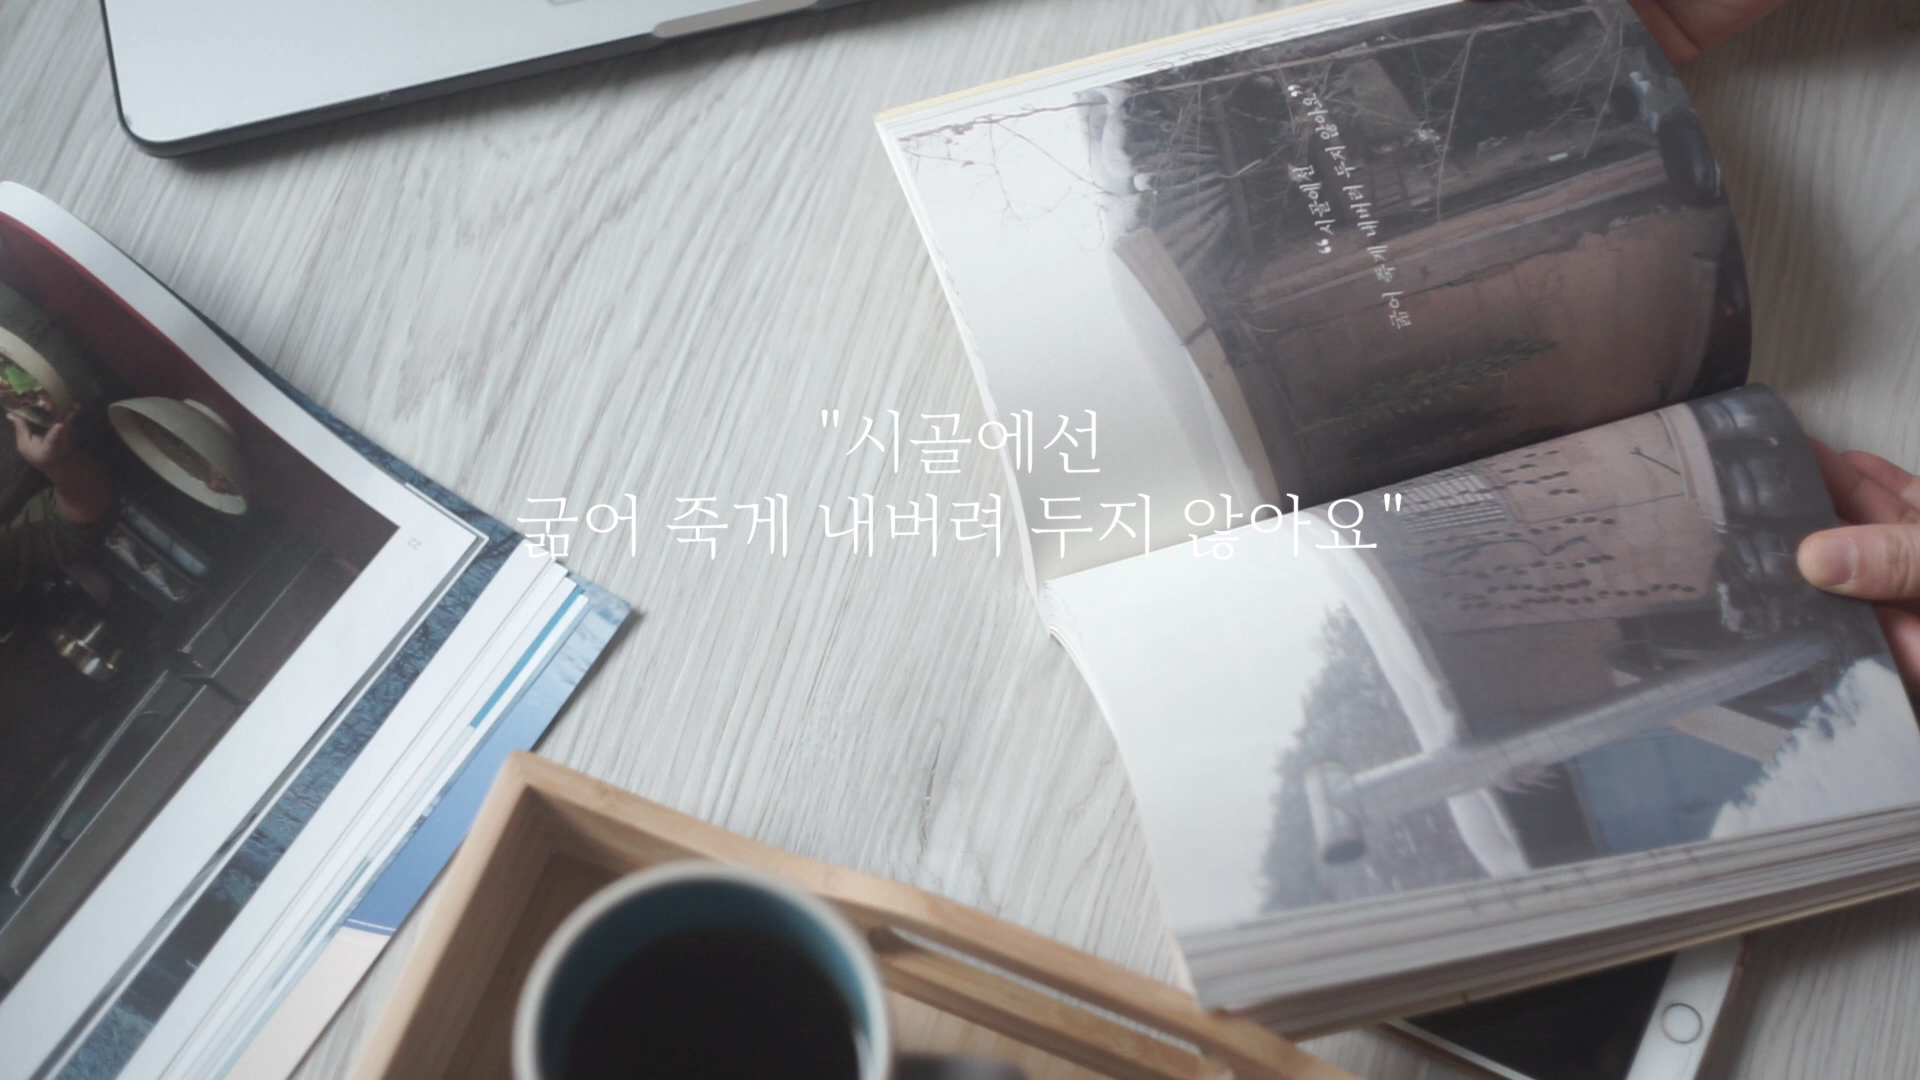 "시골에선
굶어 죽게 내버려 두지 않아요"
“시골에선
굶어 죽게 내버려 두지 않아요”